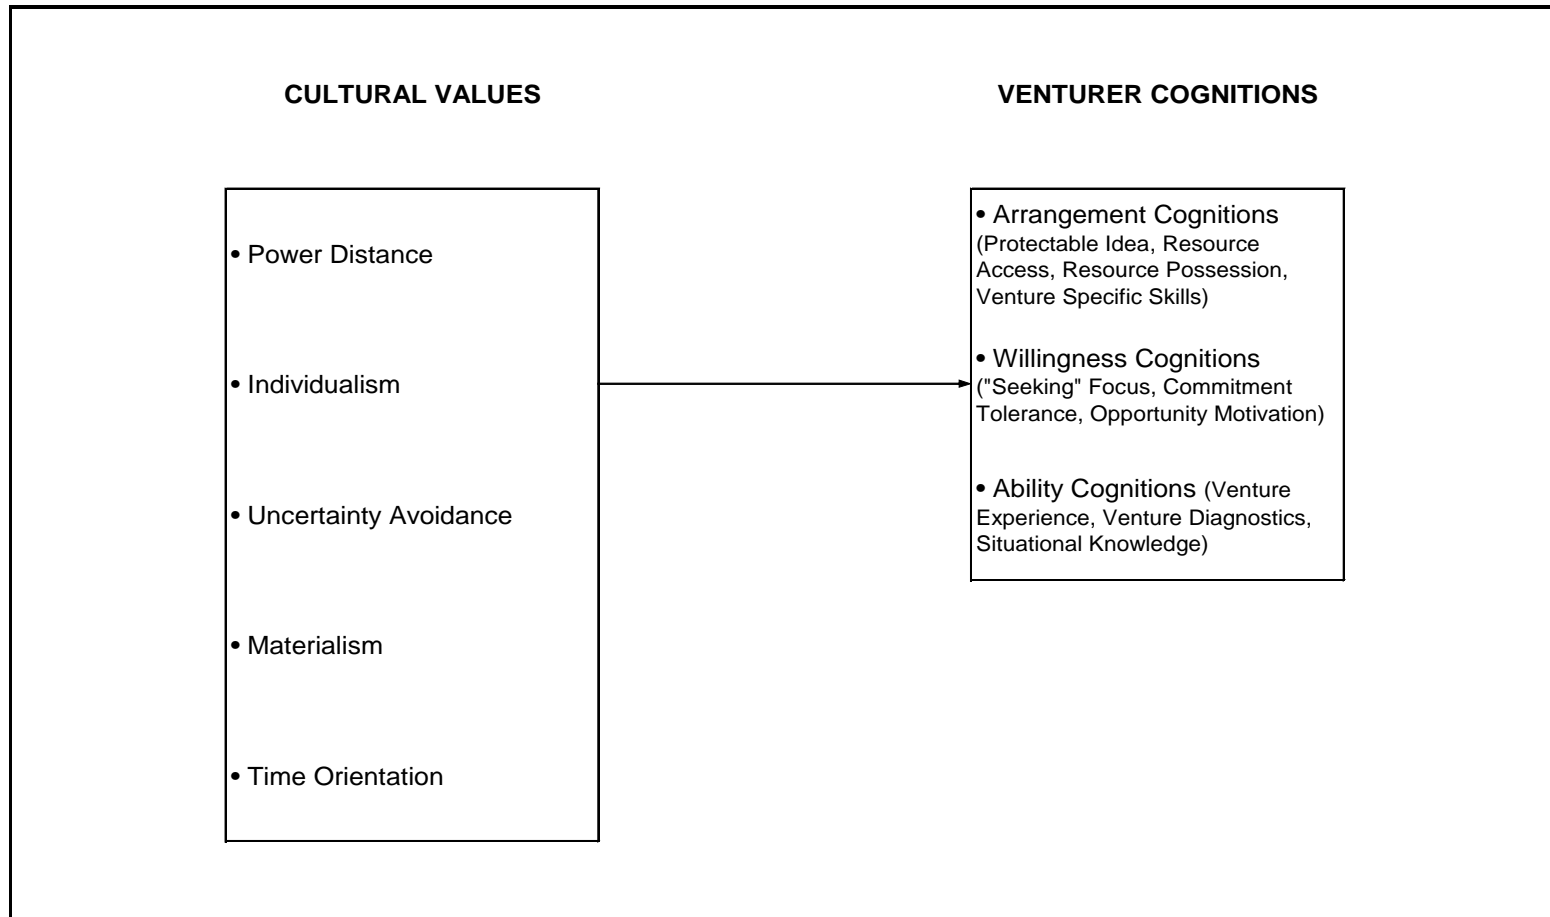 CULTURAL VALUES
• Power Distance
• Individualism
• Uncertainty Avoidance
• Materialism
• Time Orientation
VENTURER COGNITIONS
• Arrangement Cognitions
(Protectable Idea, Resource
Access, Resource Possession,
Venture Specific Skills)
• Willingness Cognitions
("Seeking" Focus, Commitment
Tolerance, Opportunity Motivation)
• Ability Cognitions (Venture
Experience, Venture Diagnostics,
Situational Knowledge)